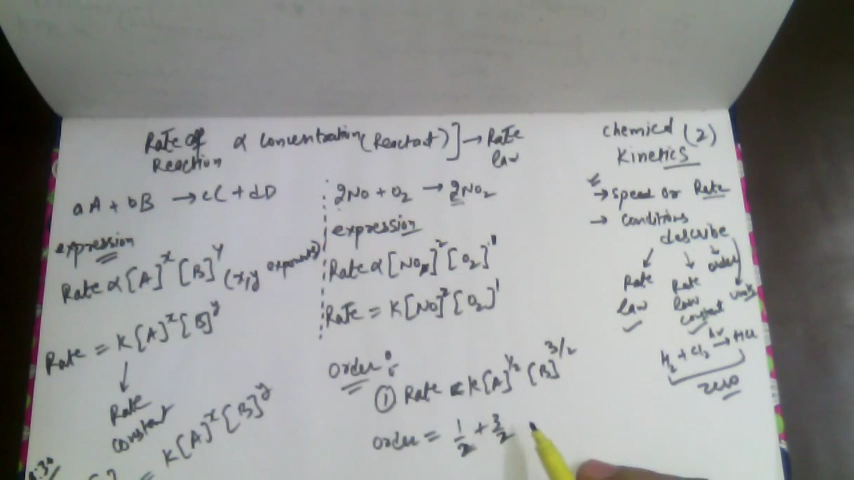 Rate of Reaction α Concentration (Reactant) ] → Rate law
aA + bB → cC + dD
expression
Rate α [A]^x [B]^y (x,y exponents)
Rate = K[A]^x [B]^y
↓
Rate constant
= K[A]^x [B]^y
2NO + O2 → 2NO2
expression
Rate α [NO]^2 [O2]^1
Rate = K[NO]^2 [O2]^1
Order:
① Rate = K[A]^1/2 [B]^3/2
Order = 1/2 + 3/2
Chemical (2)
Kinetics
→ Speed or Rate
→ Conditions
describe
Rate law
Rate law constant
order
units
H2 + Cl2 hν→ HCl
Zero